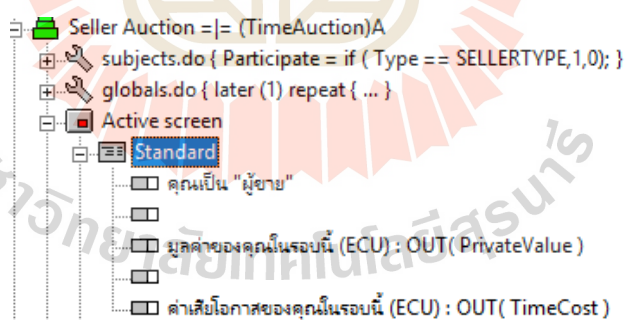 Seller Auction =|= (TimeAuction)A
subjects.do { Participate = if ( Type == SELLERTYPE,1,0); }
globals.do { later (1) repeat { ... }
Active screen
Standard
คุณเป็น "ผู้ขาย"
มูลค่าของคุณในรอบนี้ (ECU) : OUT( PrivateValue )
ค่าเสียโอกาสของคุณในรอบนี้ (ECU) : OUT( TimeCost )